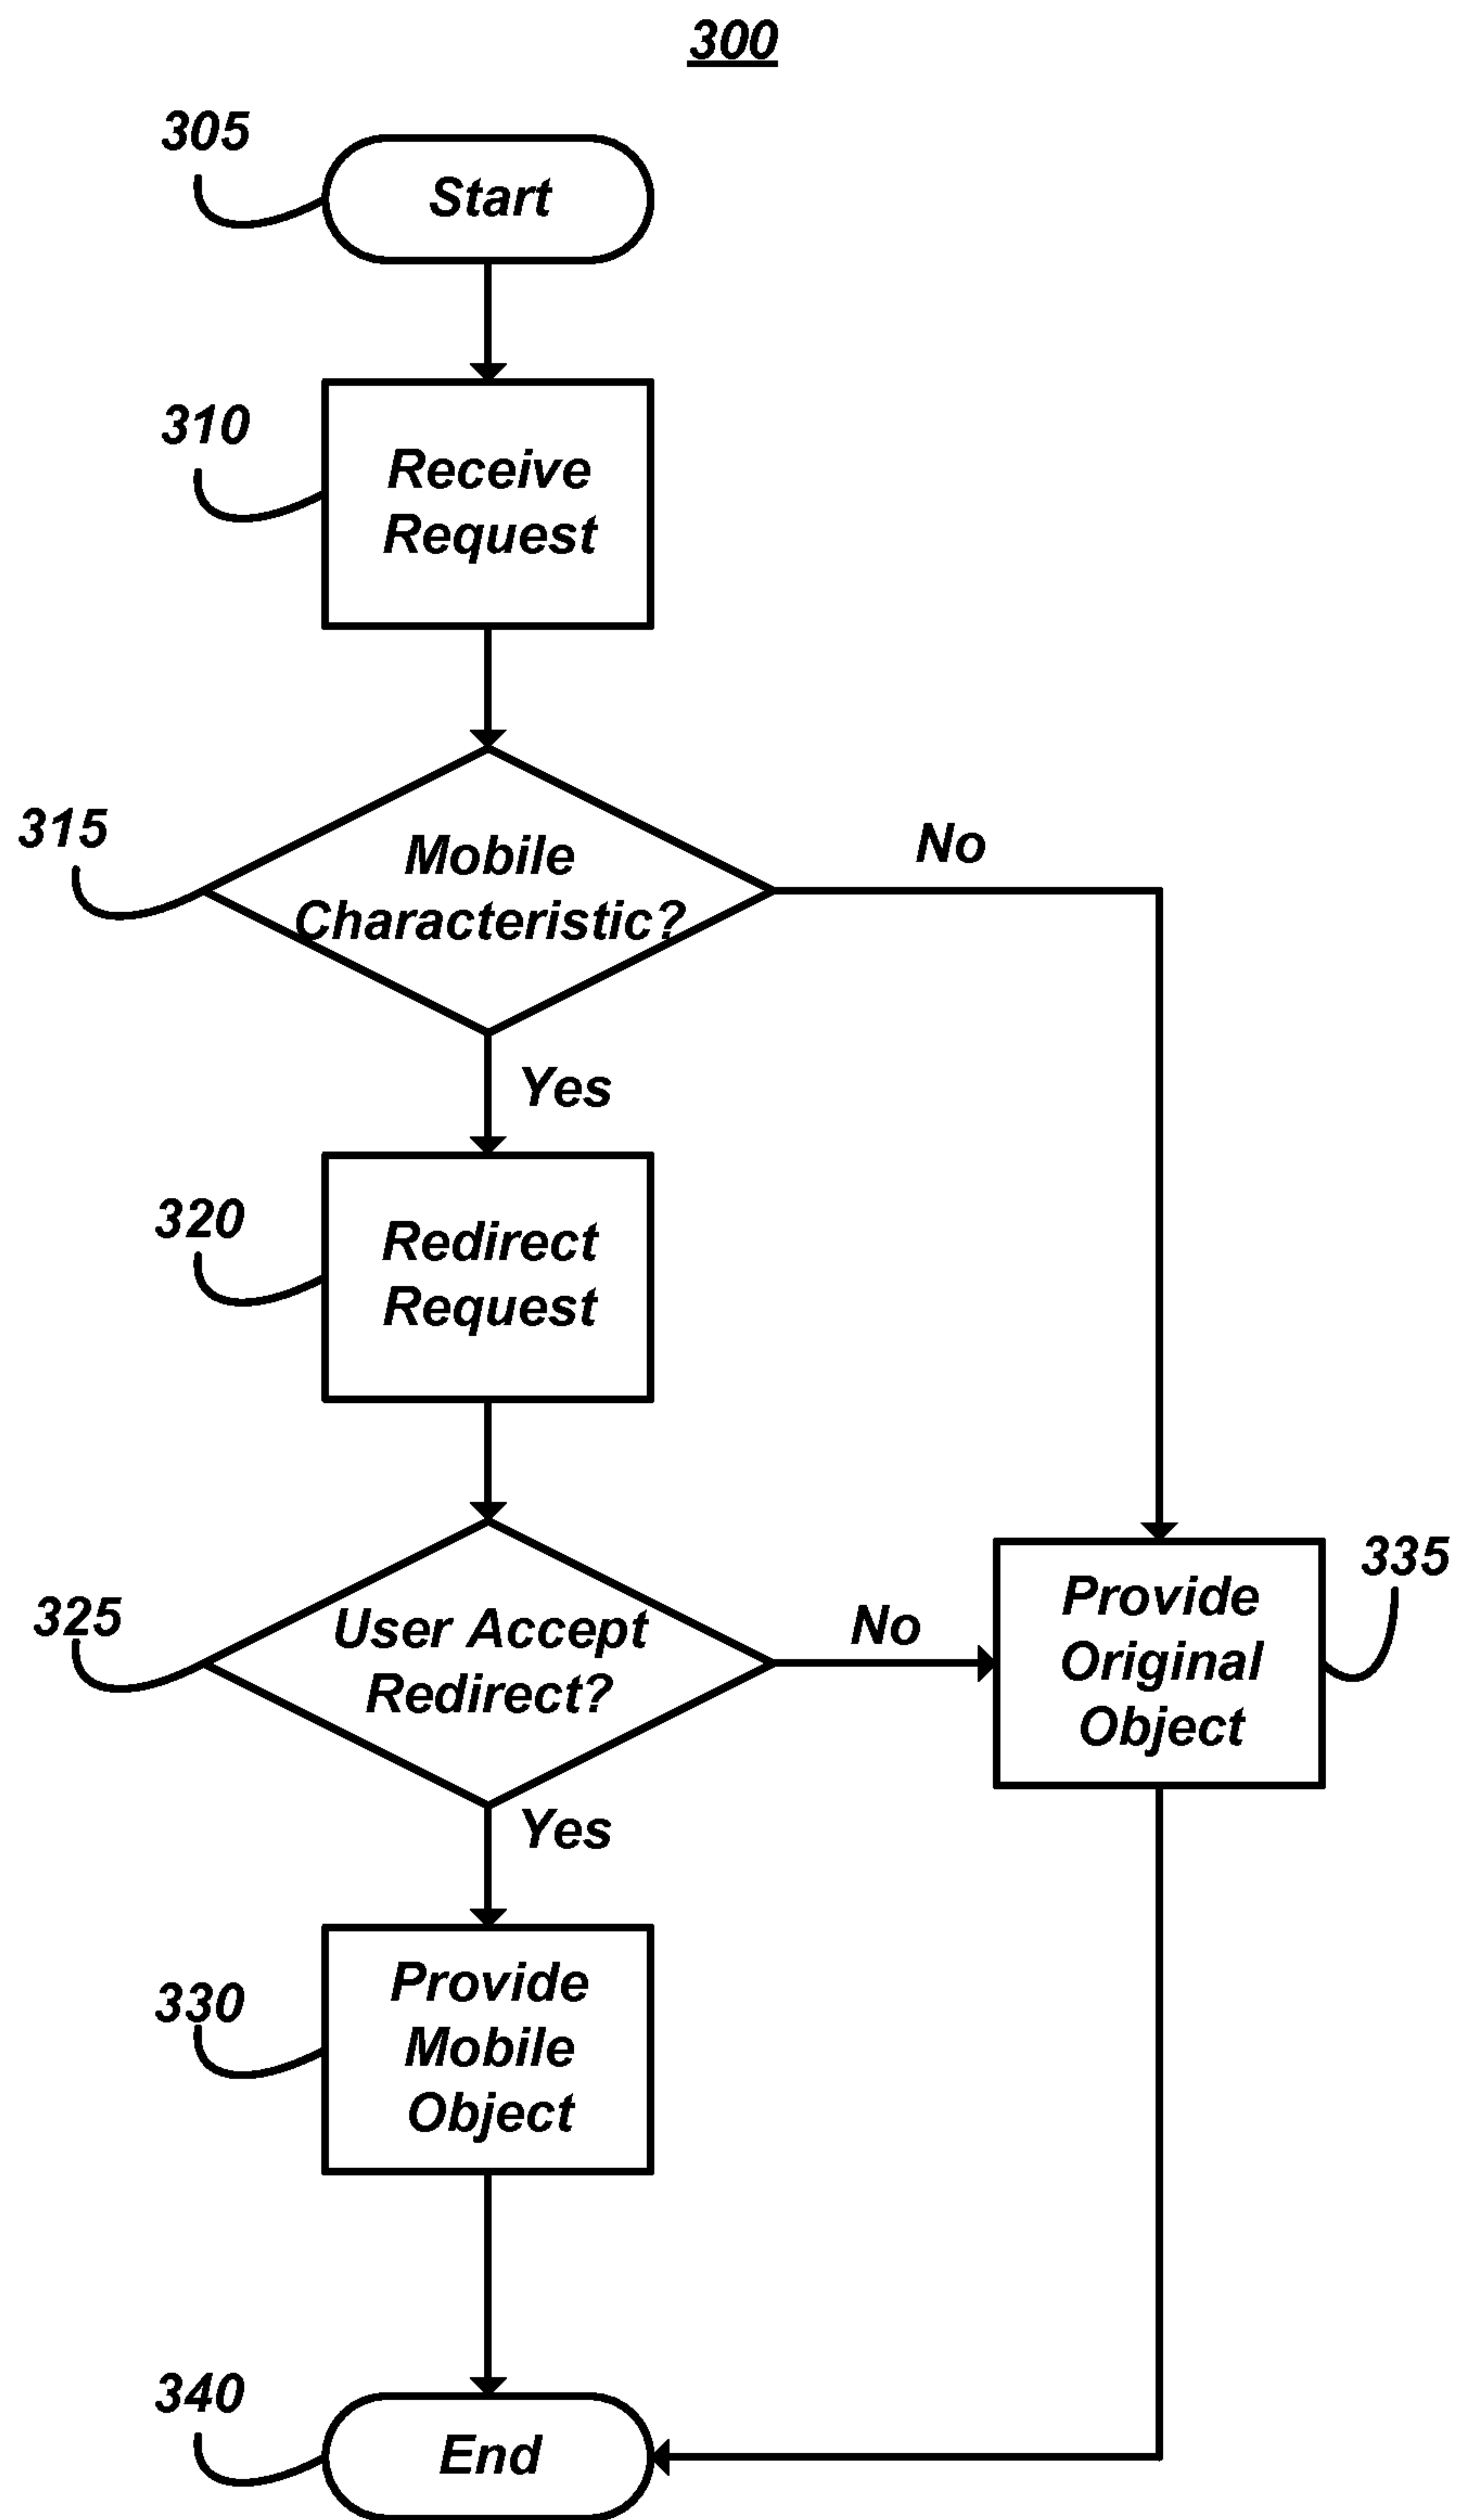 300
305
Start
310
Receive
Request
315
Mobile
Characteristic?
No
Yes
320
Redirect
Request
325
User Accept
Redirect?
No
335
Provide
Original
Object
Yes
330
Provide
Mobile
Object
340
End